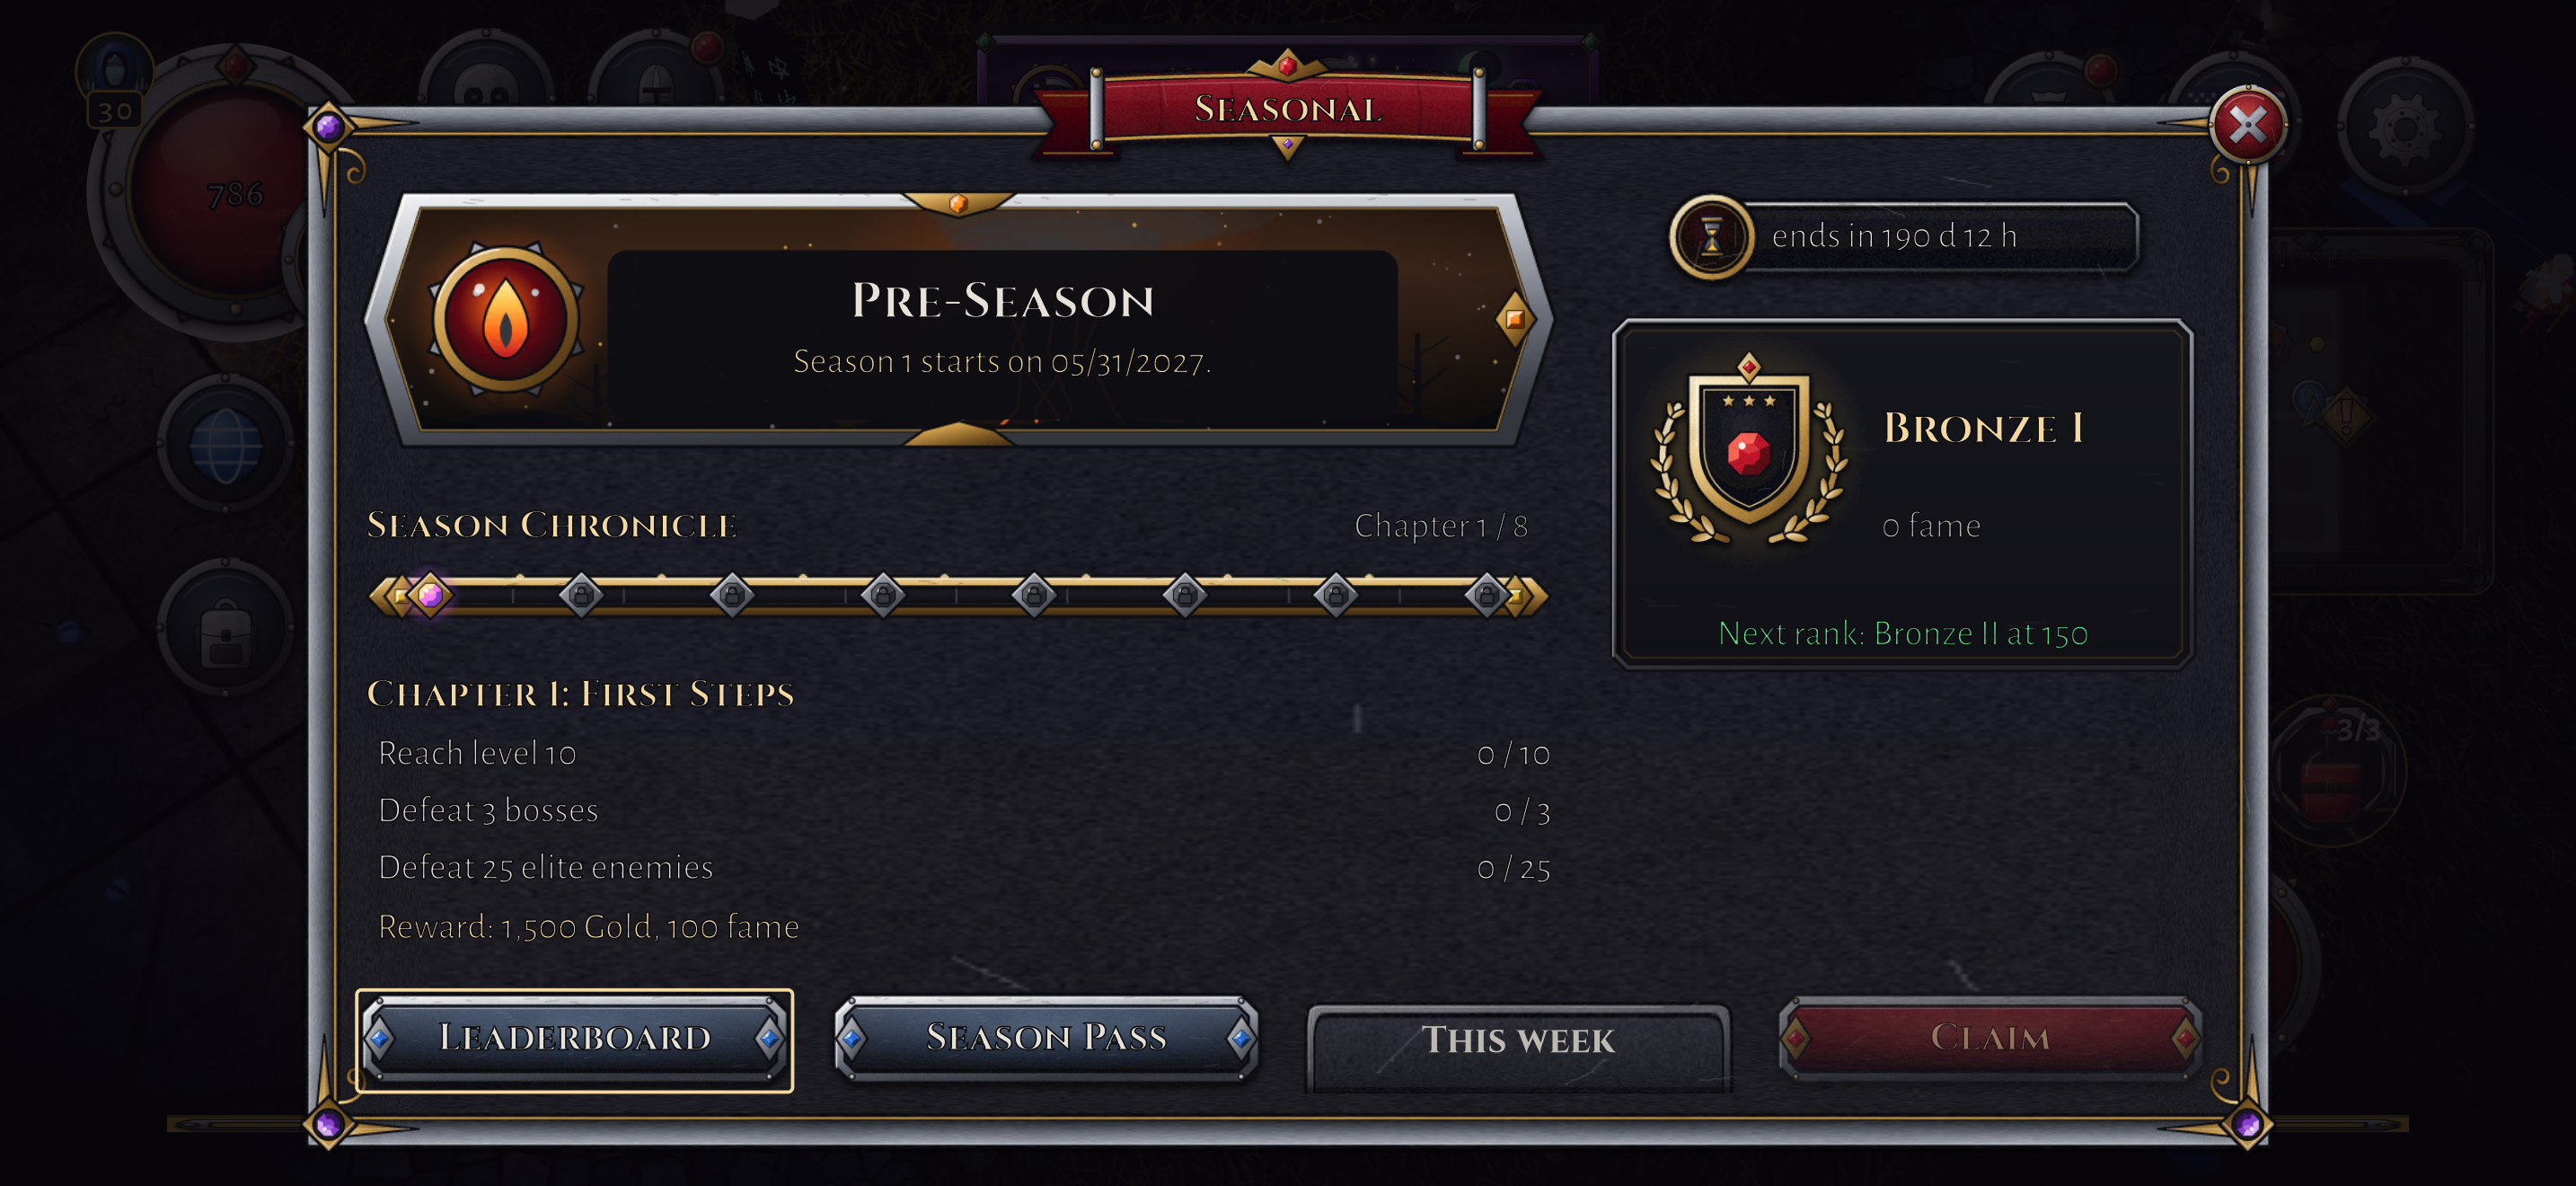 30
786
SEASONAL
PRE-SEASON
Season 1 starts on 05/31/2027.
ends in 190 d 12 h
BRONZE I
0 fame
Next rank: Bronze II at 150
SEASON CHRONICLE
Chapter 1 / 8
CHAPTER 1: FIRST STEPS
Reach level 10
0 / 10
Defeat 3 bosses
0 / 3
Defeat 25 elite enemies
0 / 25
Reward: 1,500 Gold, 100 fame
3/3
LEADERBOARD
SEASON PASS
THIS WEEK
CLAIM